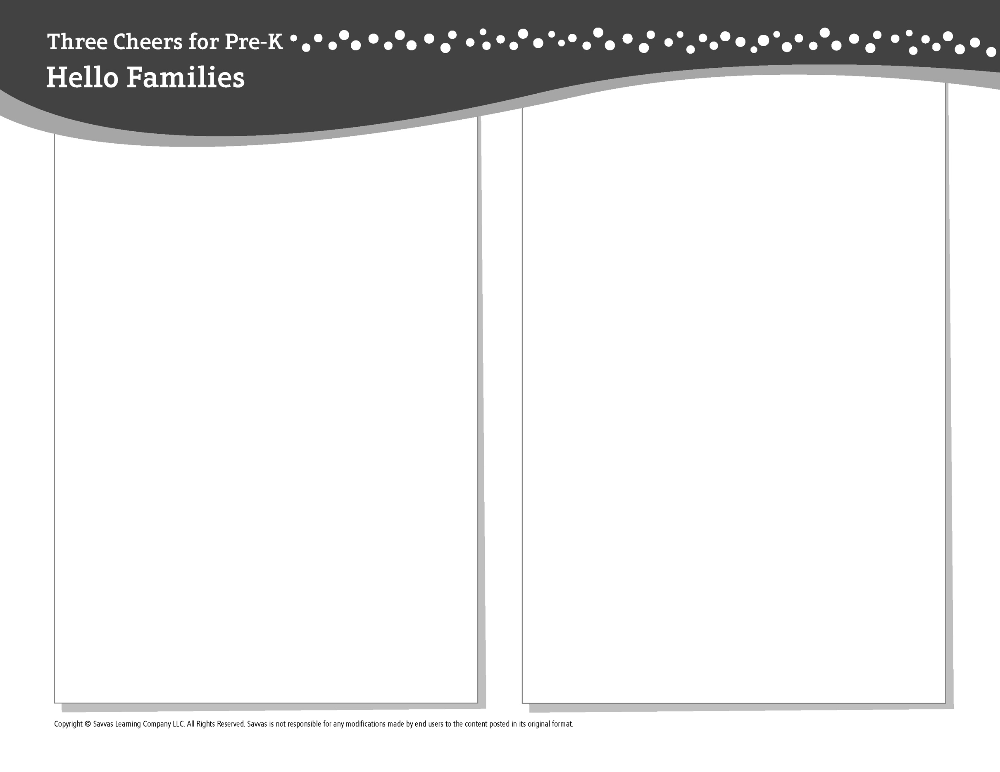 Three Cheers for Pre-K
Hello Families
Copyright © Savvas Learning Company LLC. All Rights Reserved. Savvas is not responsible for any modifications made by end users to the content posted in its original format.